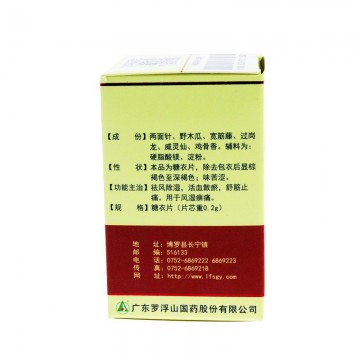 【成    份】两面针、野木瓜、宽筋藤、过岗
龙、威灵仙、鸡骨香。辅料为:
硬脂酸镁、淀粉。
【性    状】本品为糖衣片，除去包衣后显棕
褐色至深褐色；味苦涩。
【功能主治】祛风除湿，活血散瘀，舒筋止
痛。用于风湿痹痛。
【规    格】糖衣片（片芯重0.2g）
地    址：博罗县长宁镇
邮    编：516133
电    话：0752-6869222 6869223
传    真：0752-6869218
网    址：http://www.lfsgy.com
广东罗浮山国药股份有限公司